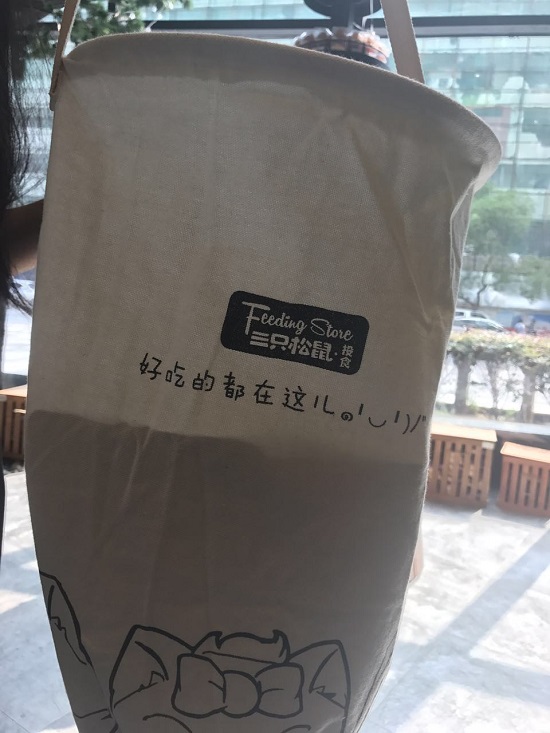 Feeding Store
三只松鼠·投食
好吃的都在这儿